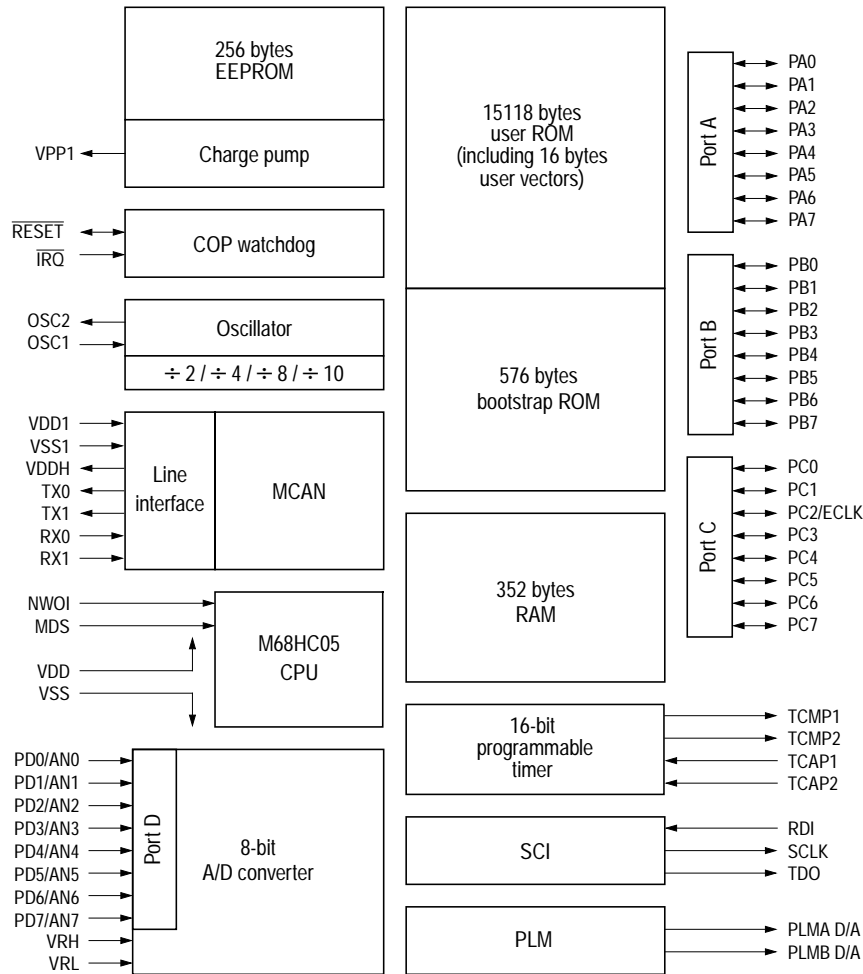 256 bytes
EEPROM
VPP1
Charge pump
RESET
IRQ
COP watchdog
OSC2
OSC1
Oscillator
÷ 2 / ÷ 4 / ÷ 8 / ÷ 10
VDD1
VSS1
VDDH
TX0
TX1
RX0
RX1
Line
interface
MCAN
NWOI
MDS
VDD
VSS
M68HC05
CPU
PD0/AN0
PD1/AN1
PD2/AN2
PD3/AN3
PD4/AN4
PD5/AN5
PD6/AN6
PD7/AN7
VRH
VRL
Port D
8-bit
A/D converter
15118 bytes
user ROM
(including 16 bytes
user vectors)
576 bytes
bootstrap ROM
352 bytes
RAM
16-bit
programmable
timer
SCI
PLM
Port A
PA0
PA1
PA2
PA3
PA4
PA5
PA6
PA7
Port B
PB0
PB1
PB2
PB3
PB4
PB5
PB6
PB7
Port C
PC0
PC1
PC2/ECLK
PC3
PC4
PC5
PC6
PC7
TCMP1
TCMP2
TCAP1
TCAP2
RDI
SCLK
TDO
PLMA D/A
PLMB D/A